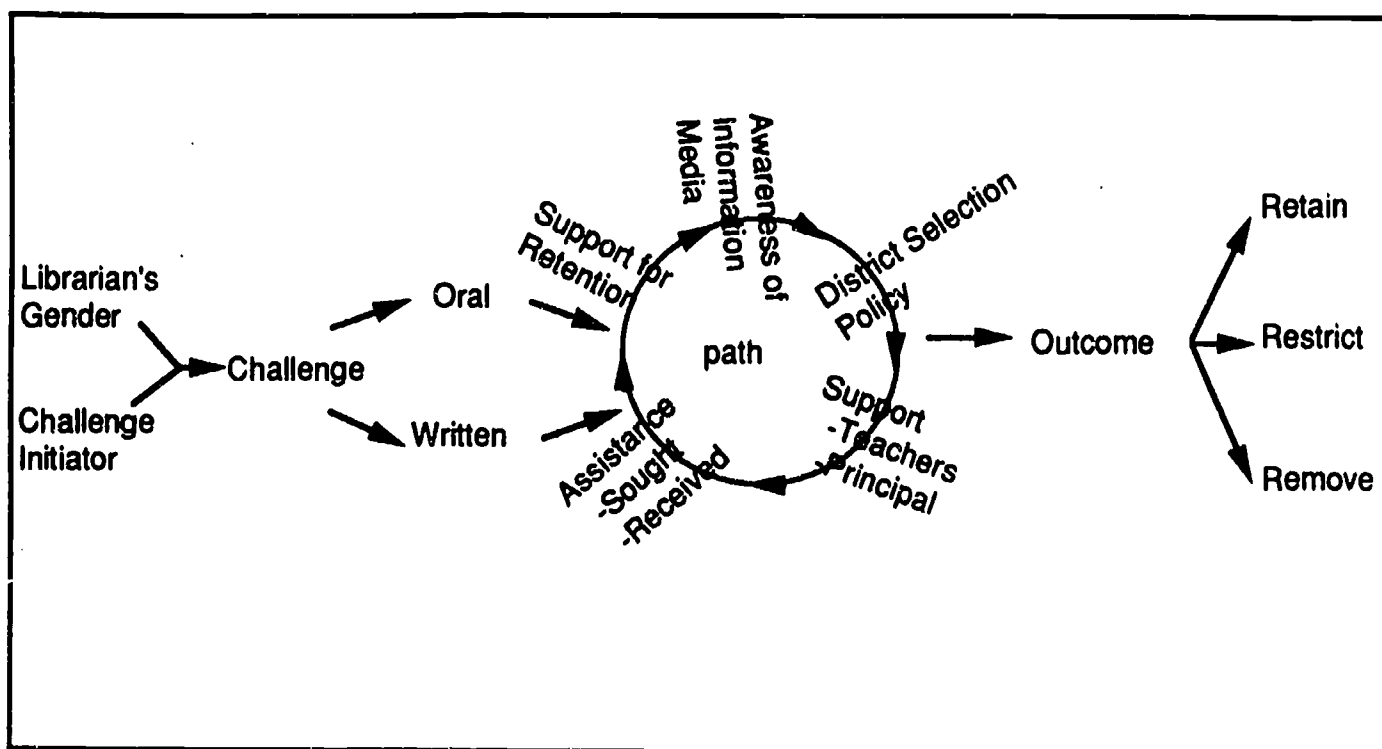 Librarian's
Gender
Challenge
Initiator
Challenge
Oral
Written
Support for
Retention
Awareness of
Information
Media
District Selection
Policy
Support
-Teachers
-Principal
Assistance
-Sought
-Received
path
Outcome
Retain
Restrict
Remove